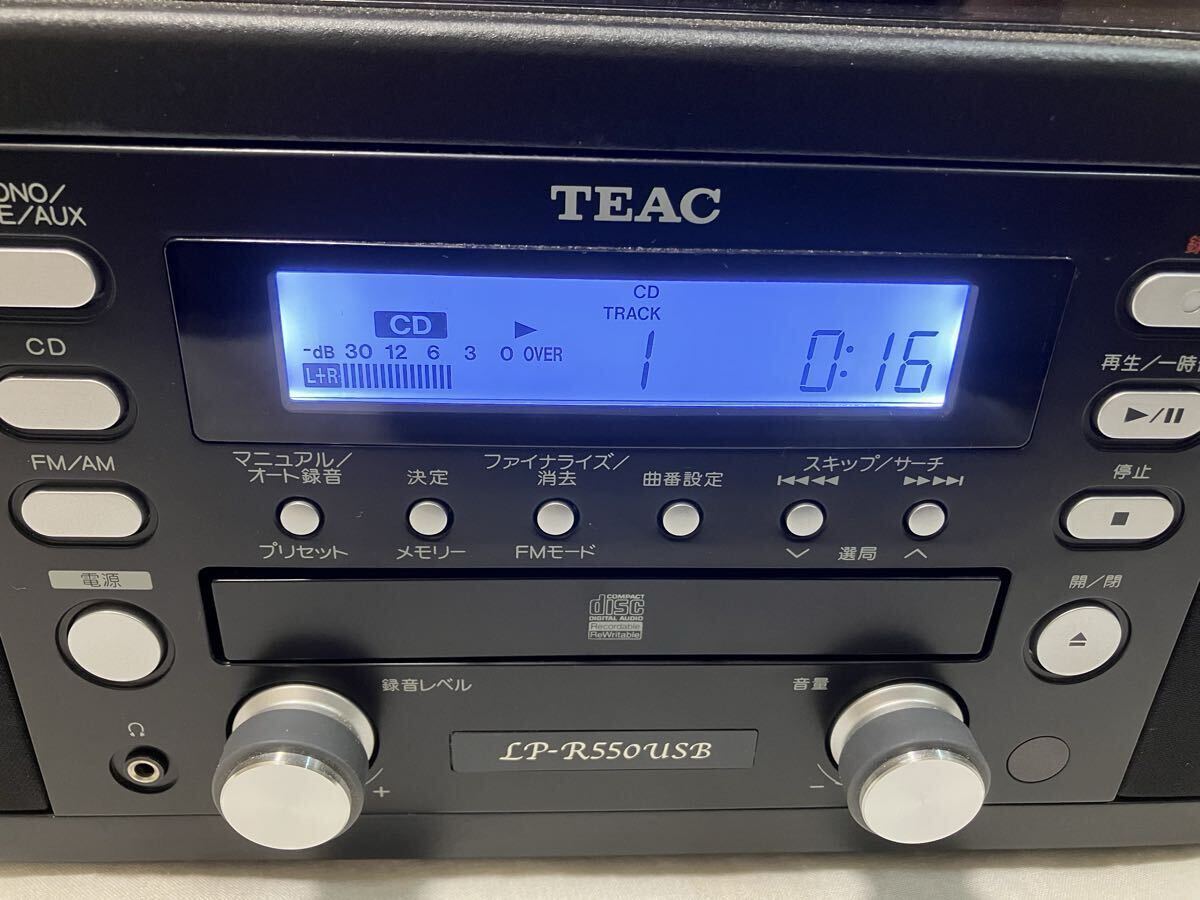 TEAC
ONO/
E/AUX
CD
FM/AM
電源
CD
-dB 30 12 6 3 0 OVER
L+R
CD
TRACK
1
0:16
再生/一時
停止
開/閉
マニュアル/
オート録音
プリセット
決定
メモリー
ファイナライズ/
消去
FMモード
曲番設定
スキップ/サーチ
選局
COMPACT
disc
DIGITAL AUDIO
Recordable
ReWritable
録音レベル
+
LP-R550USB
音量
-